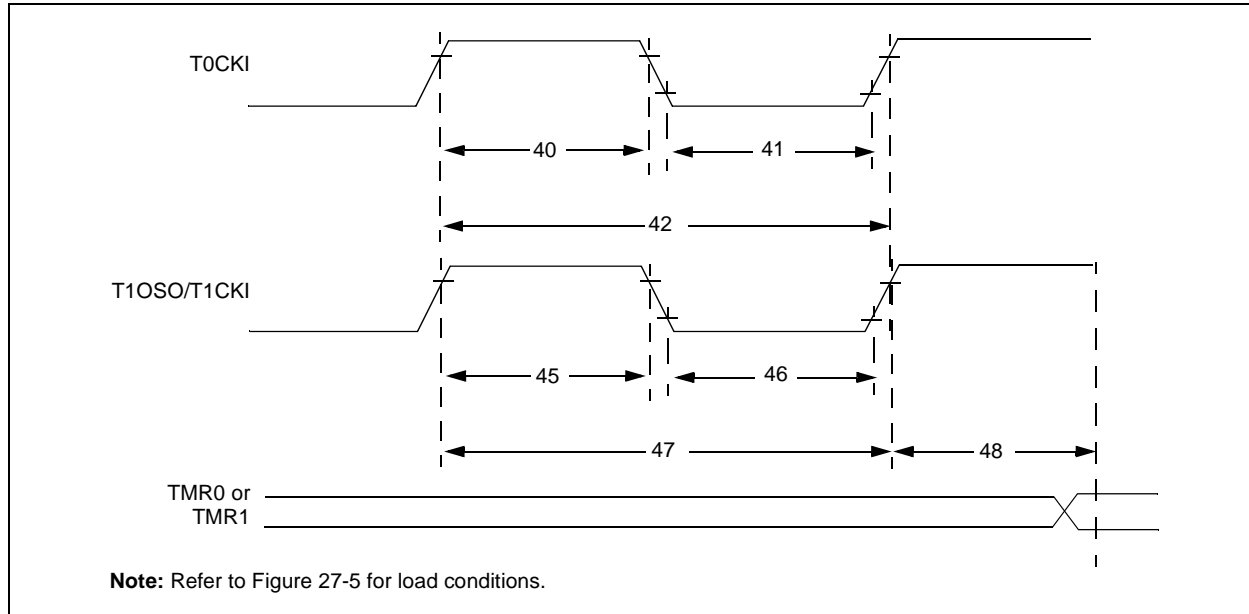 T0CKI
40
41
42
T1OSO/T1CKI
45
46
47
48
TMR0 or
TMR1
Note: Refer to Figure 27-5 for load conditions.